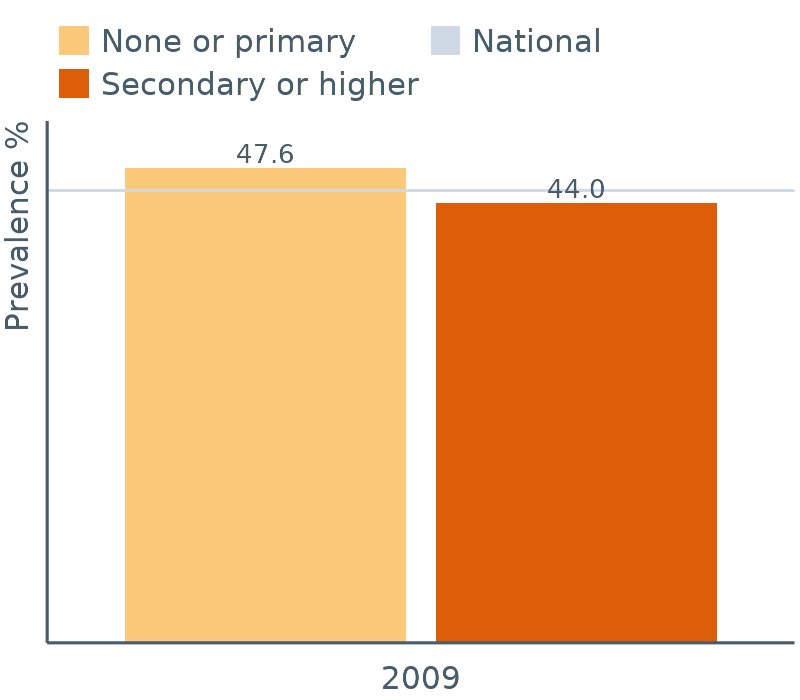 None or primary
National
Secondary or higher
Prevalence %
47.6
44.0
2009